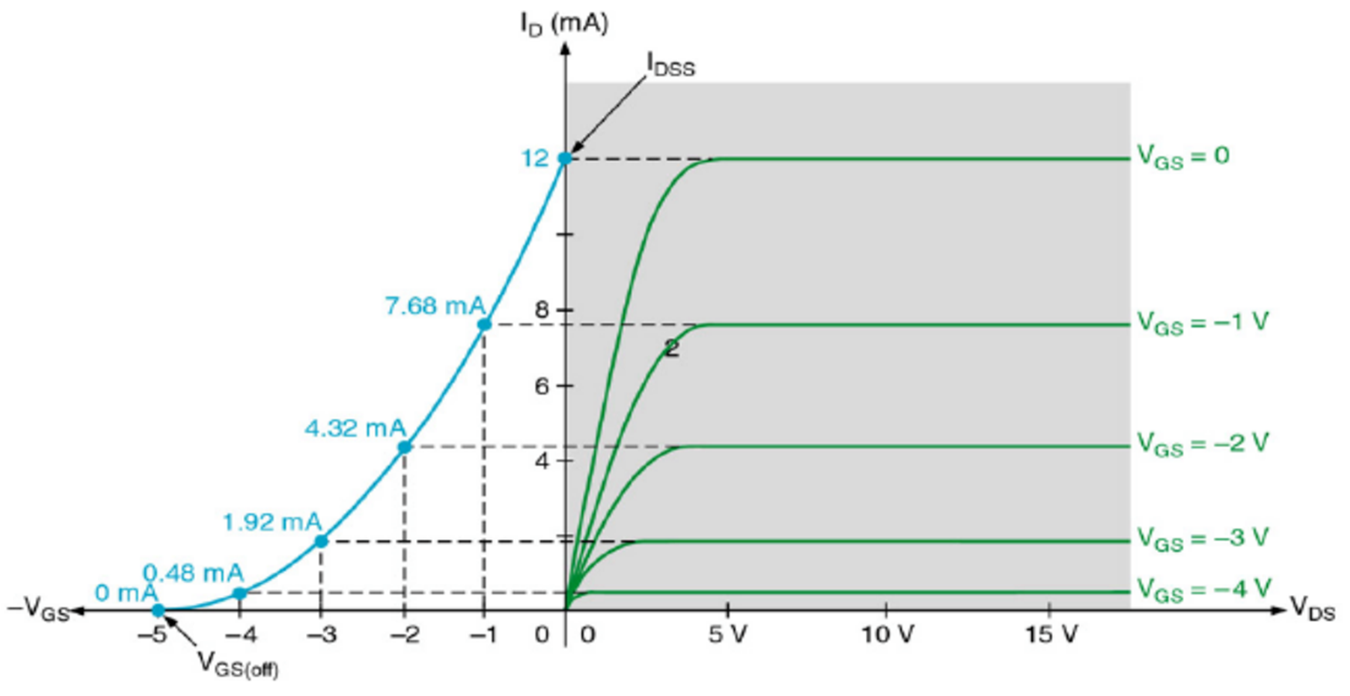 I_D (mA)
I_DSS
12
V_GS = 0
7.68 mA
8
V_GS = –1 V
2
6
4.32 mA
4
V_GS = –2 V
1.92 mA
V_GS = –3 V
0.48 mA
0 mA
V_GS = –4 V
–V_GS
V_DS
–5 –4 –3 –2 –1 0 0 5 V 10 V 15 V
V_GS(off)